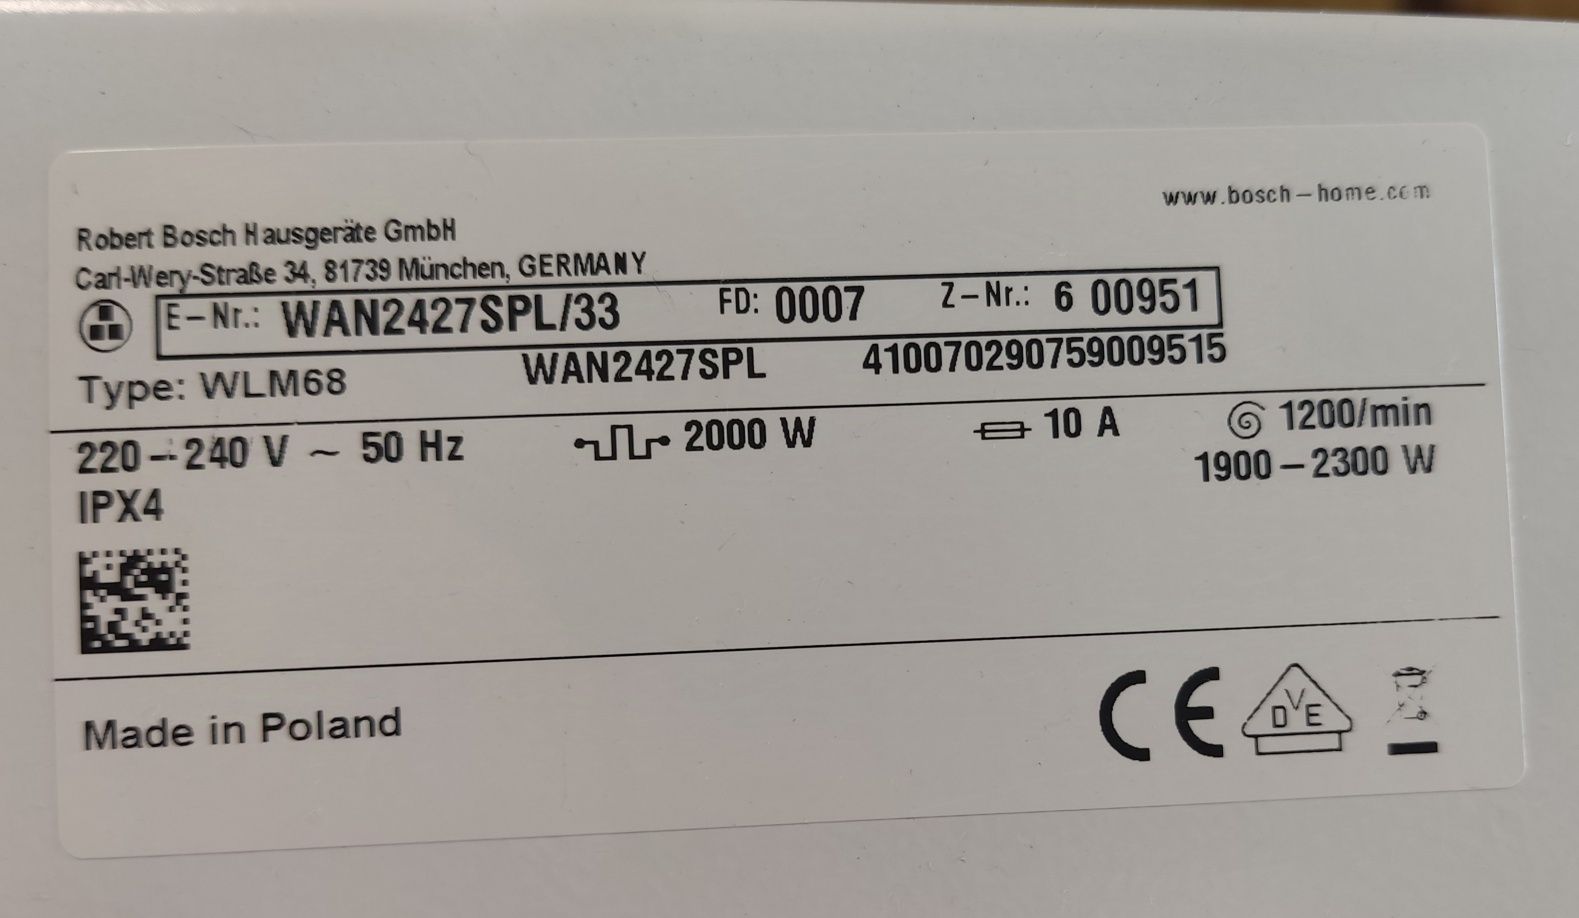 www.bosch-home.com
Robert Bosch Hausgeräte GmbH
Carl-Wery-Straße 34, 81739 München, GERMANY
E-Nr.: WAN2427SPL/33 FD: 0007 Z-Nr.: 6 00951
Type: WLM68 WAN2427SPL 410070290759009515
220-240 V ~ 50 Hz 2000 W 10 A 1200/min
IPX4 1900-2300 W
Made in Poland CE DVE